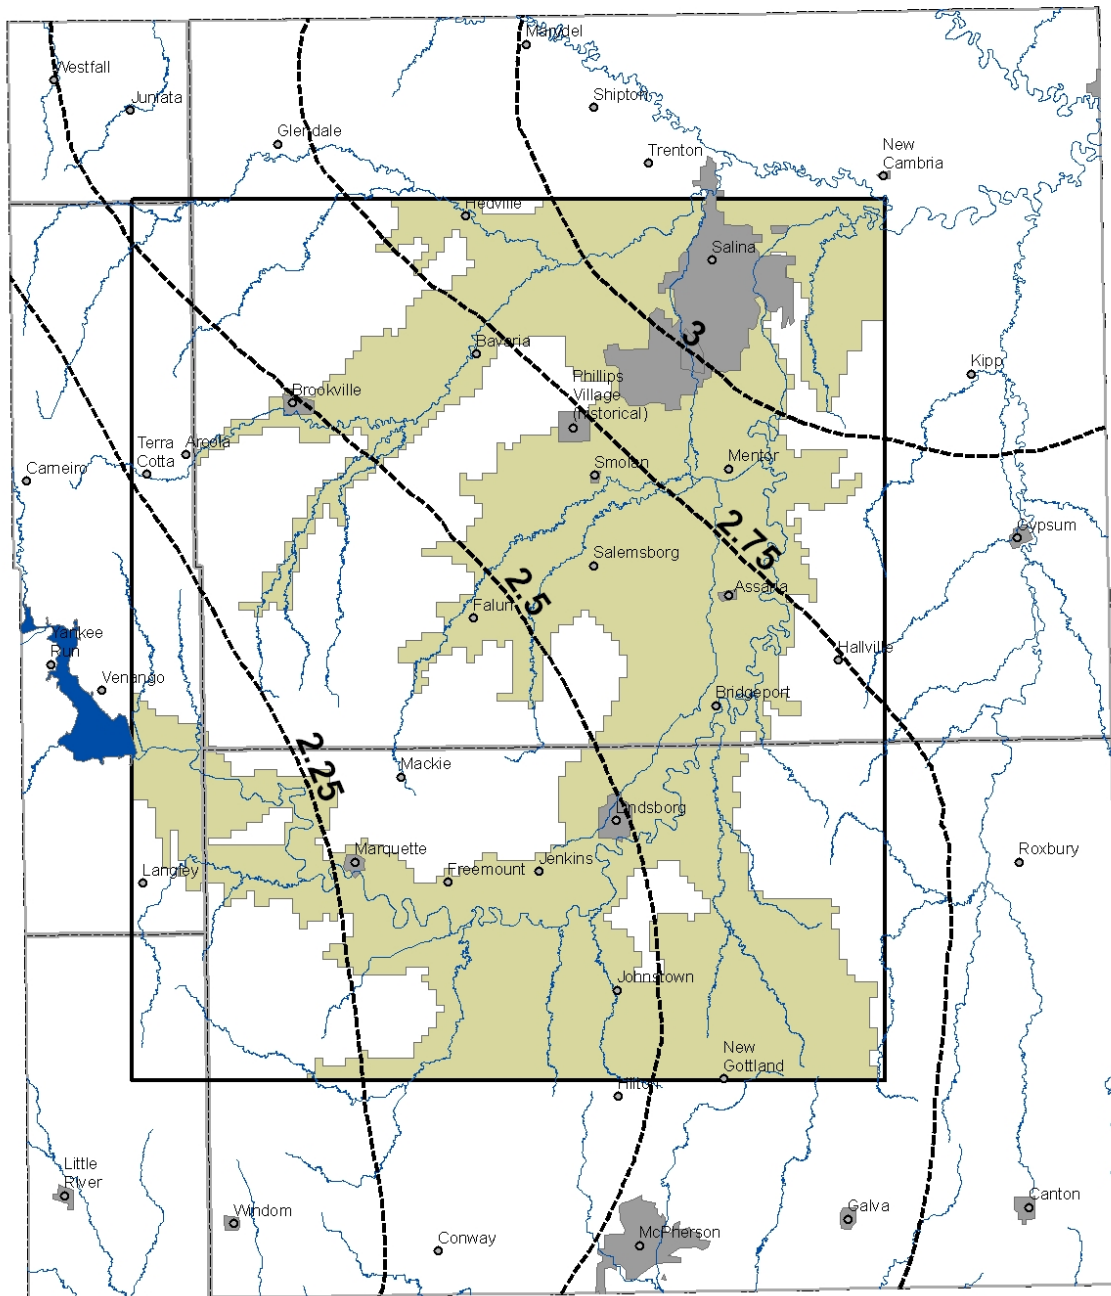 Marydel
Westfall
Juniata
Shipton
Glendale
Trenton
New
Cambria
Hedville
Salina
3
Bavaria
Kipp
Phillips
Village
(historical)
Brookville
Terra
Cotta
Arcola
Carneiro
Smolan
Mentor
2.75
Gypsum
Salemsborg
2.5
Assaria
Falun
Yankee
Run
Hallville
Venango
Bridgeport
2.25
Mackie
Lindsborg
Marquette
Freemount
Jenkins
Roxbury
Langley
Johnstown
New
Gottland
Hilton
Little
River
Windom
Conway
McPherson
Galva
Canton